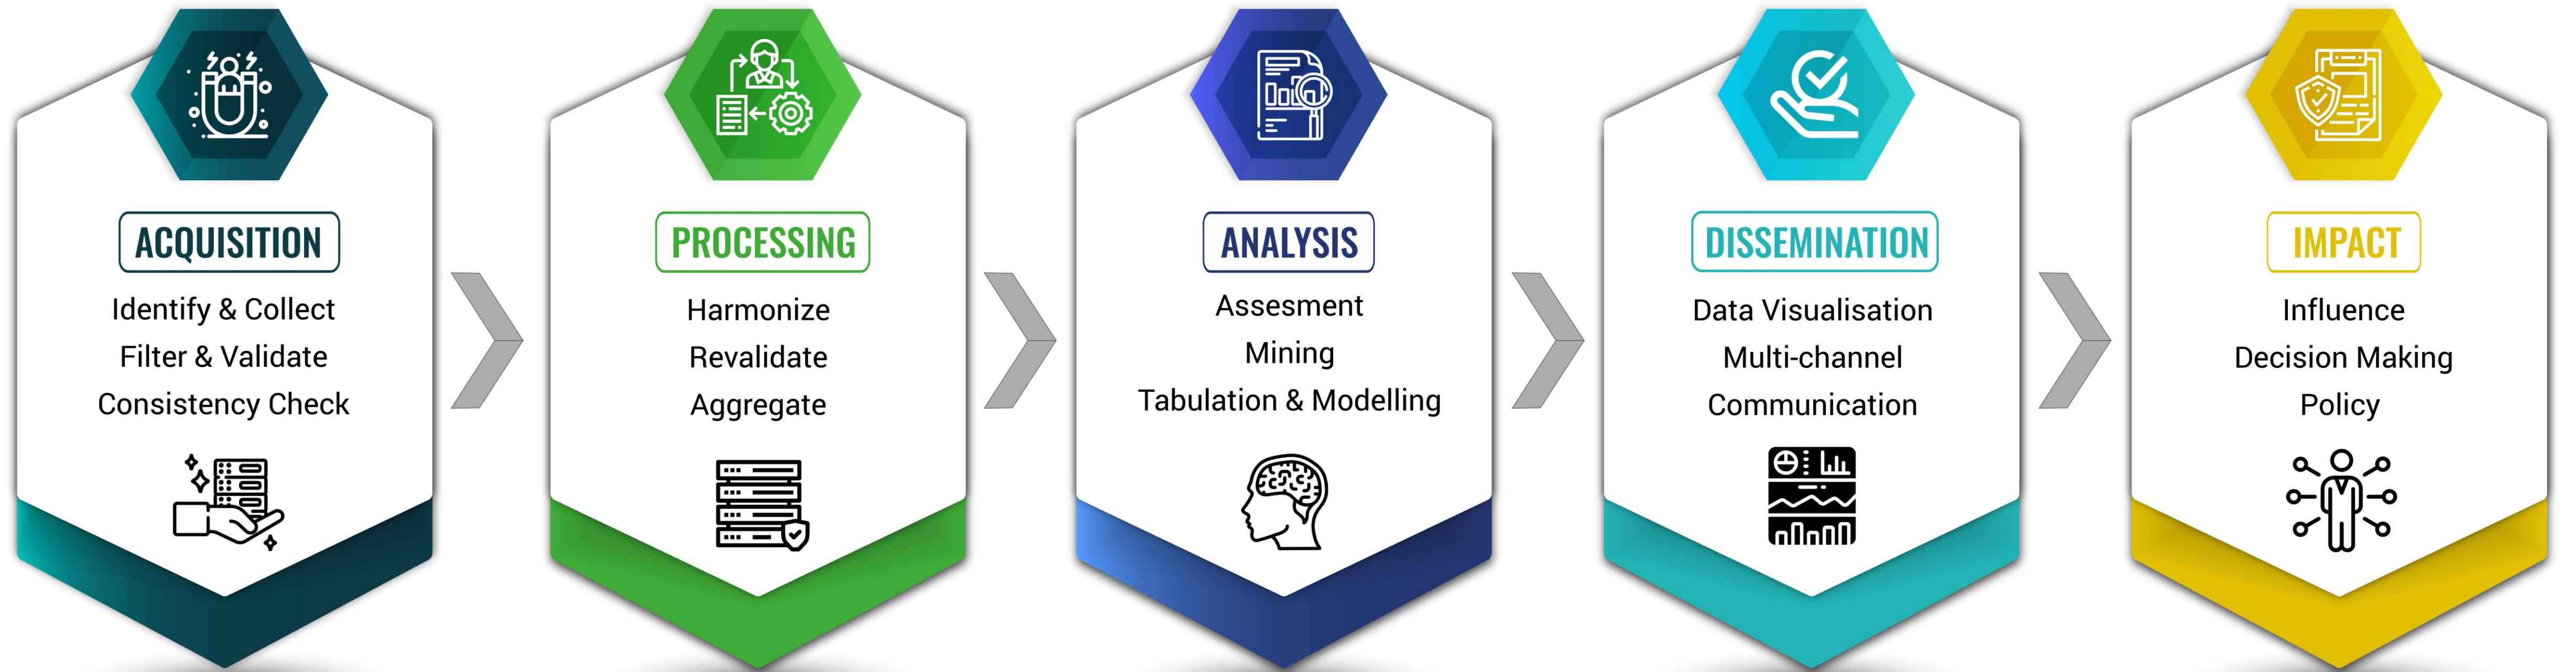 ACQUISITION
Identify & Collect
Filter & Validate
Consistency Check
PROCESSING
Harmonize
Revalidate
Aggregate
ANALYSIS
Assesment
Mining
Tabulation & Modelling
DISSEMINATION
Data Visualisation
Multi-channel
Communication
IMPACT
Influence
Decision Making
Policy